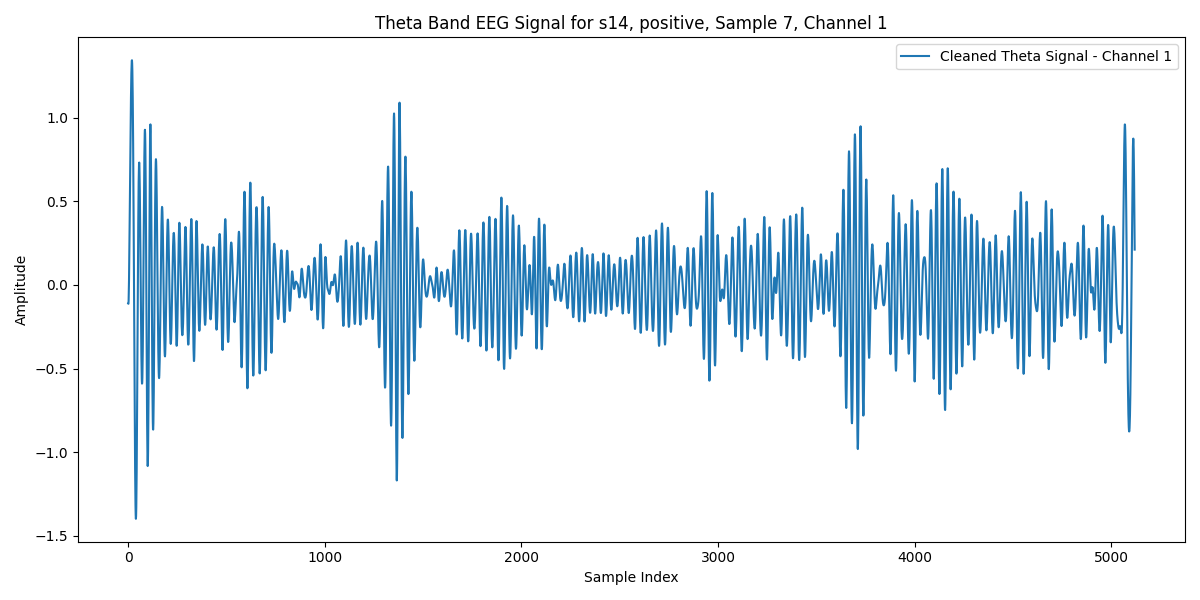 Theta Band EEG Signal for s14, positive, Sample 7, Channel 1
Cleaned Theta Signal - Channel 1
Amplitude
1.0
0.5
0.0
−0.5
−1.0
−1.5
0 1000 2000 3000 4000 5000
Sample Index